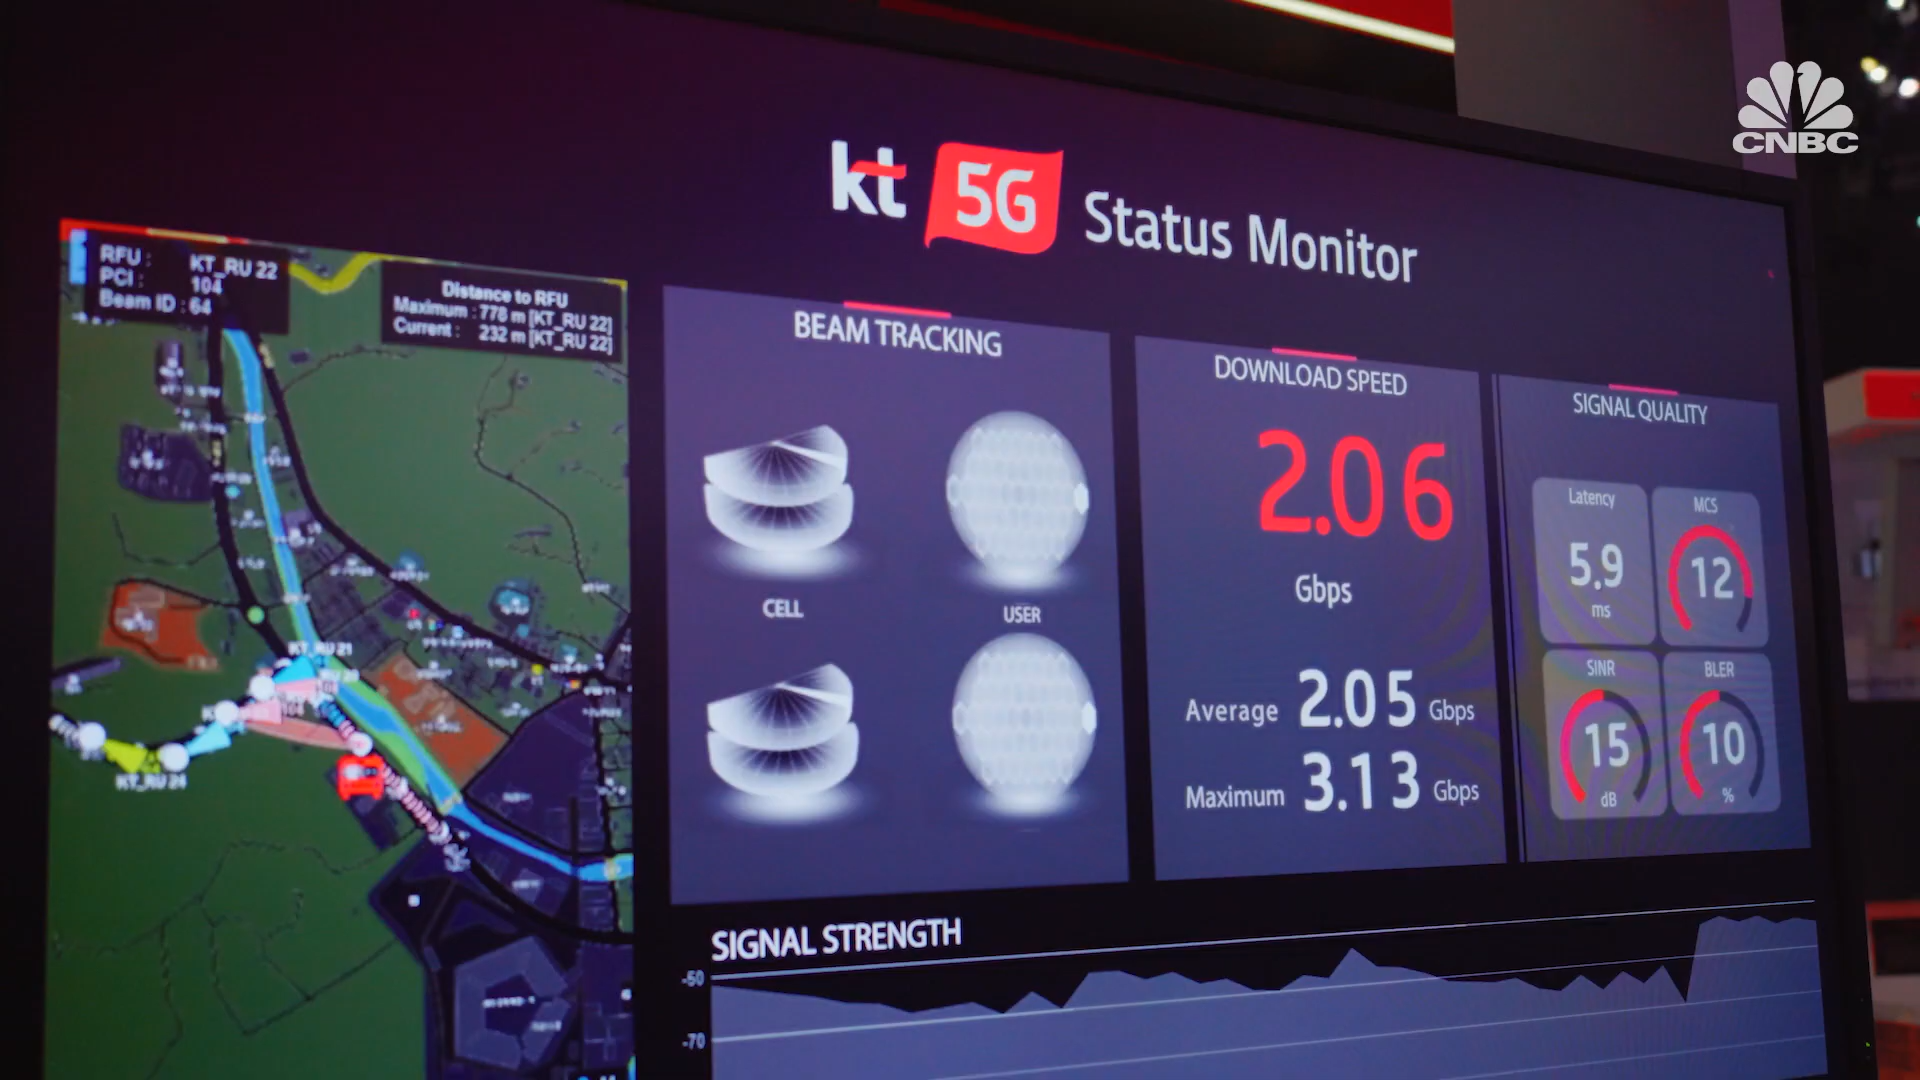 CNBC
kt 5G Status Monitor
RFU : KT_RU 22
PCI : 104
Beam ID : 64
Distance to RFU
Maximum : 778 m [KT_RU 22]
Current : 232 m [KT_RU 22]
KT_RU 21
KT_RU 24
BEAM TRACKING
CELL
USER
DOWNLOAD SPEED
2.06
Gbps
Average 2.05 Gbps
Maximum 3.13 Gbps
SIGNAL QUALITY
Latency
5.9
ms
MCS
12
SINR
15
dB
BLER
10
%
SIGNAL STRENGTH
-50
-70